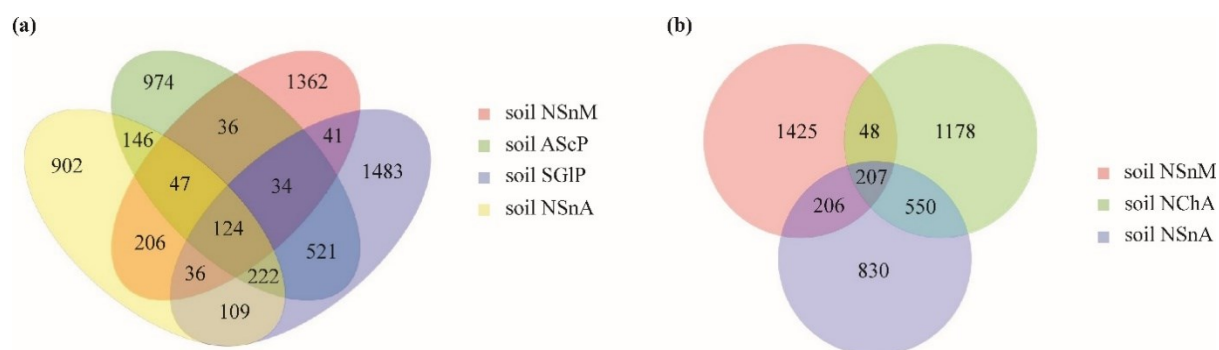 (a)
974
1362
36
146
41
902
1483
47
34
124
206
521
36
222
109
soil NSnM
soil AScP
soil SGlP
soil NSnA
(b)
1425
48
1178
207
206
550
830
soil NSnM
soil NChA
soil NSnA